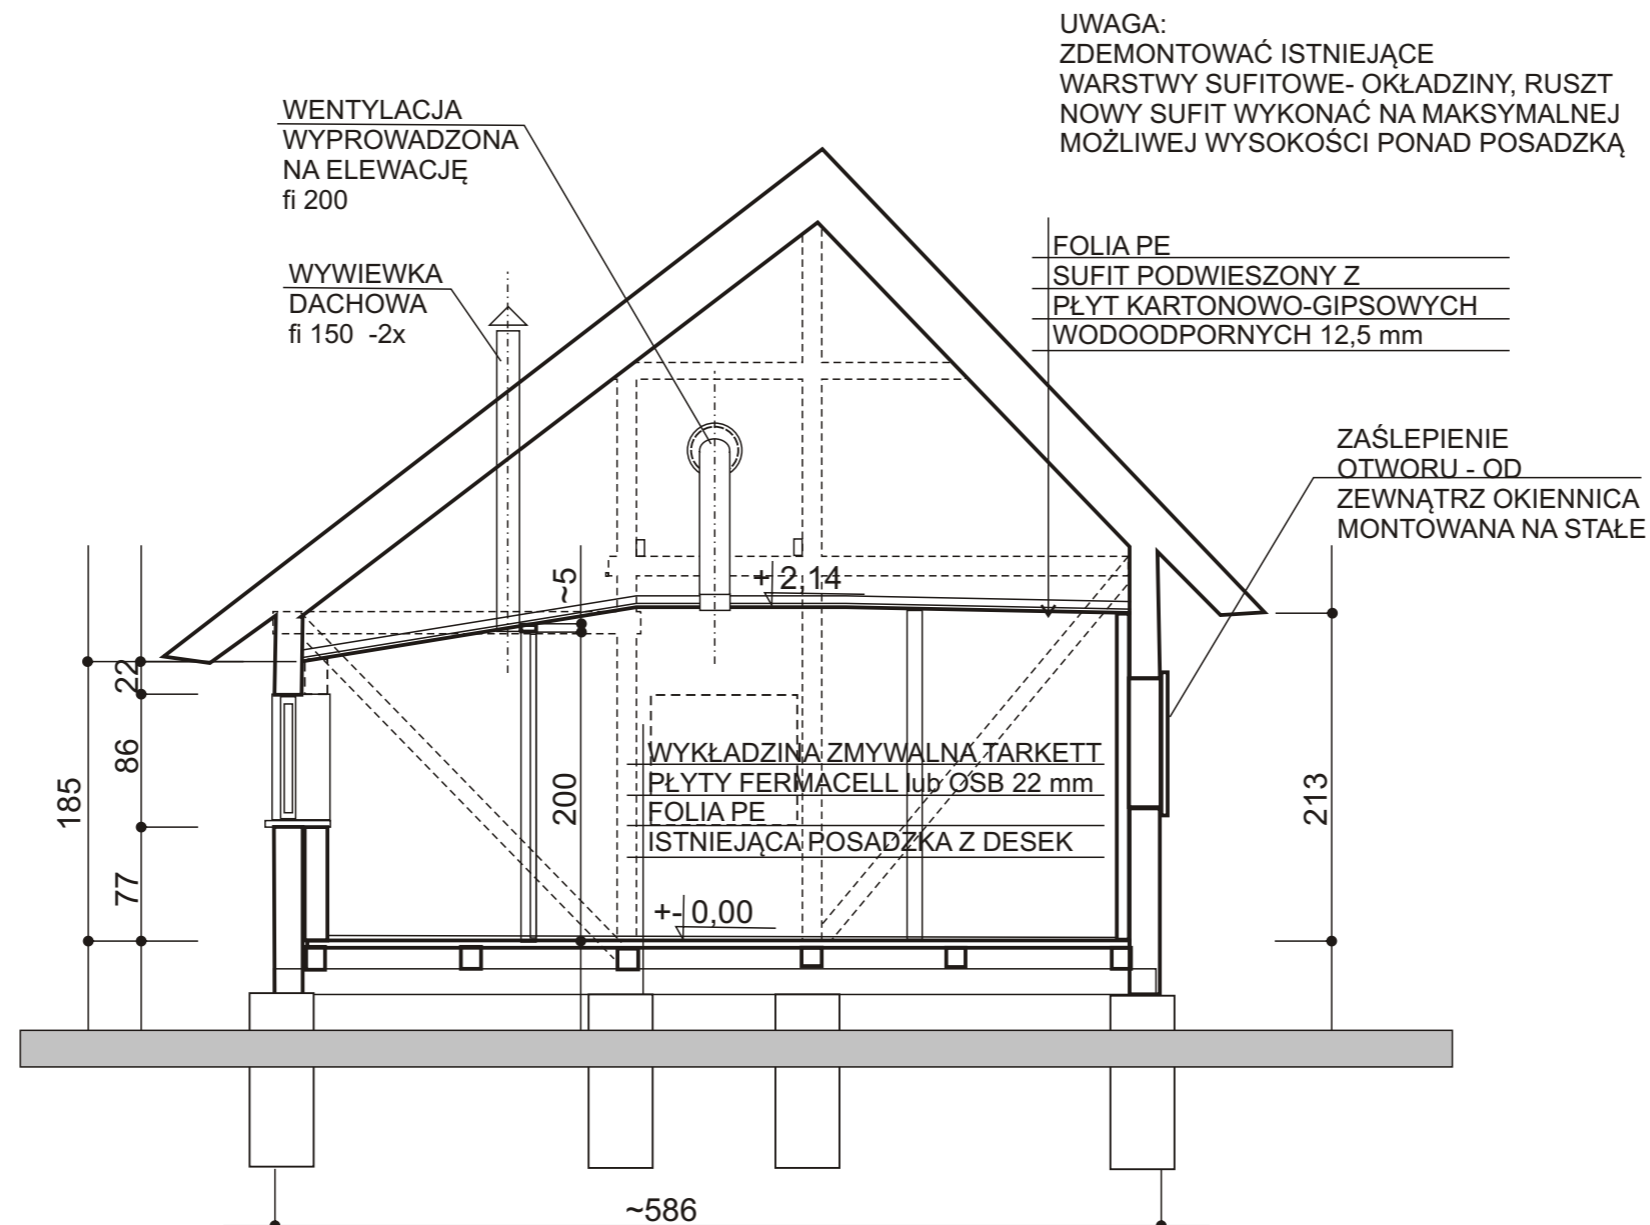 UWAGA:
ZDEMONTOWAĆ ISTNIEJĄCE
WARSTWY SUFITOWE- OKŁADZINY, RUSZT
NOWY SUFIT WYKONAĆ NA MAKSYMALNEJ
MOŻLIWEJ WYSOKOŚCI PONAD POSADZKĄ
WENTYLACJA
WYPROWADZONA
NA ELEWACJĘ
fi 200
WYWIEWKA
DACHOWA
fi 150 -2x
FOLIA PE
SUFIT PODWIESZONY Z
PŁYT KARTONOWO-GIPSOWYCH
WODOODPORNYCH 12,5 mm
ZAŚLEPIENIE
OTWORU - OD
ZEWNĄTRZ OKIENNICA
MONTOWANA NA STAŁE
~5
+ 2,14
22
86
77
185
200
213
WYKŁADZINA ZMYWALNA TARKETT
PŁYTY FERMACELL lub OSB 22 mm
FOLIA PE
ISTNIEJĄCA POSADZKA Z DESEK
+- 0,00
~586